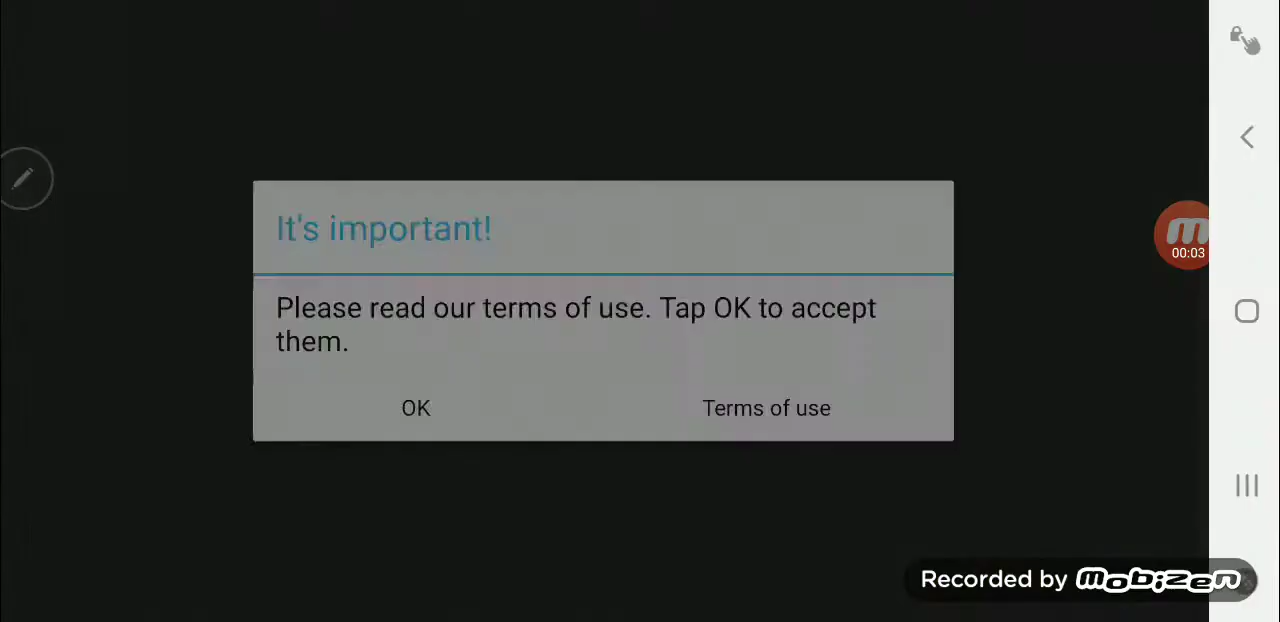 It's important!
Please read our terms of use. Tap OK to accept
them.
OK
Terms of use
00:03
Recorded by mobizen